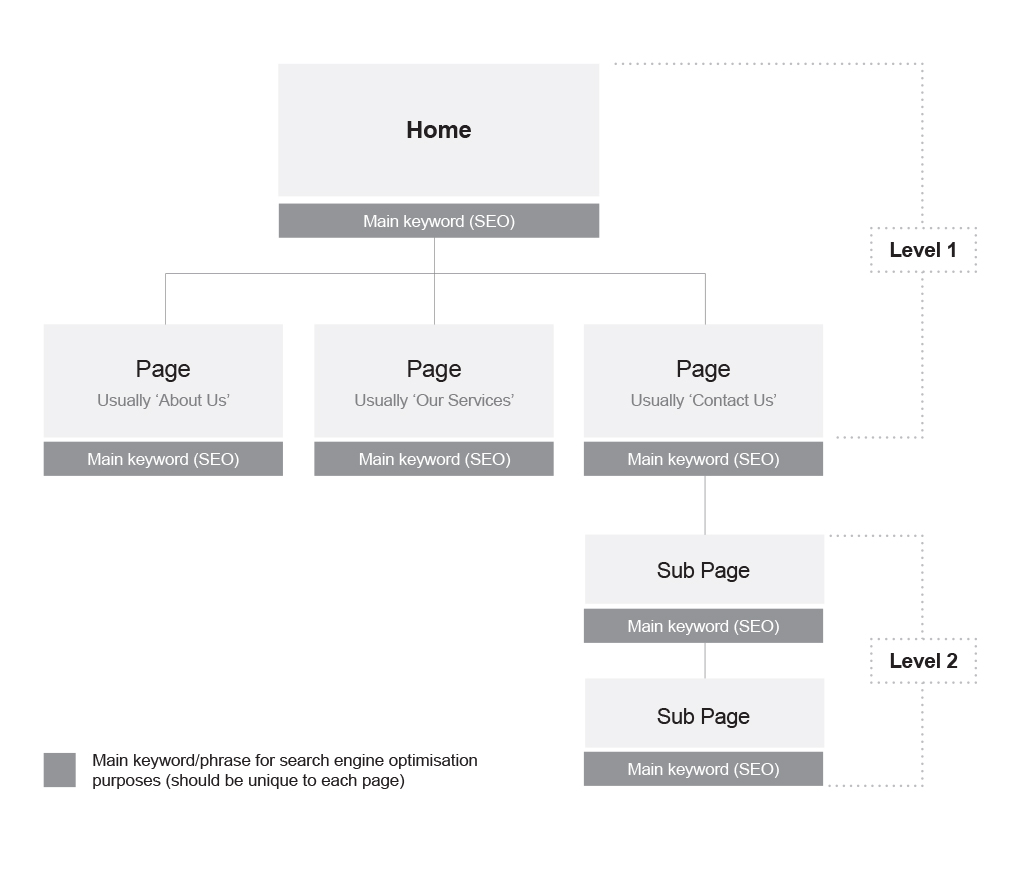 Home
Main keyword (SEO)
Level 1
Page
Usually ‘About Us’
Main keyword (SEO)
Page
Usually ‘Our Services’
Main keyword (SEO)
Page
Usually ‘Contact Us’
Main keyword (SEO)
Sub Page
Main keyword (SEO)
Level 2
Sub Page
Main keyword (SEO)
Main keyword/phrase for search engine optimisation
purposes (should be unique to each page)